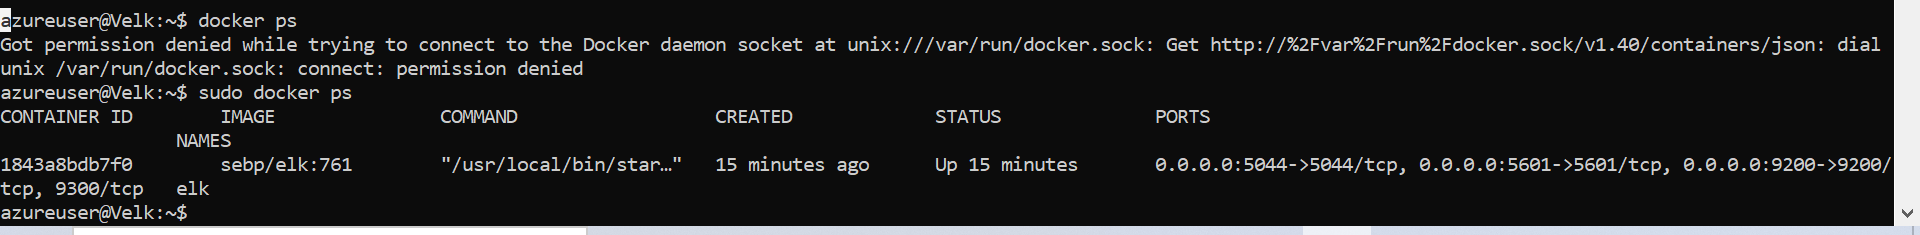 azureuser@Velk:~$ docker ps
Got permission denied while trying to connect to the Docker daemon socket at unix:///var/run/docker.sock: Get http://%2Fvar%2Frun%2Fdocker.sock/v1.40/containers/json: dial
unix /var/run/docker.sock: connect: permission denied
azureuser@Velk:~$ sudo docker ps
CONTAINER ID        IMAGE               COMMAND                  CREATED             STATUS              PORTS
                NAMES
1843a8bdb7f0        sebp/elk:761        "/usr/local/bin/star…"   15 minutes ago      Up 15 minutes       0.0.0.0:5044->5044/tcp, 0.0.0.0:5601->5601/tcp, 0.0.0.0:9200->9200/
tcp, 9300/tcp   elk
azureuser@Velk:~$